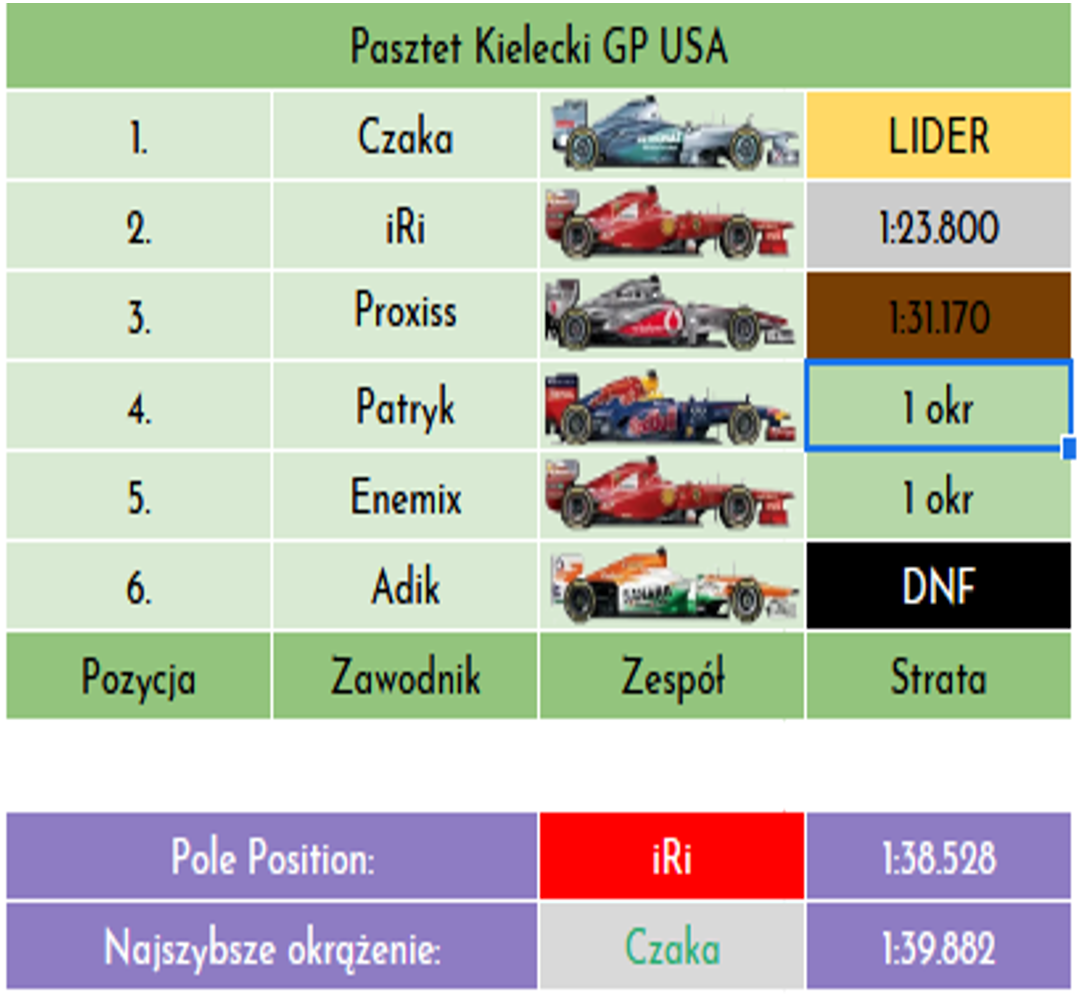 Pasztet Kielecki GP USA
1. Czaka LIDER
2. iRi 1:23.800
3. Proxiss 1:31.170
4. Patryk 1 okr
5. Enemix 1 okr
6. Adik DNF
Pozycja Zawodnik Zespół Strata
Pole Position: iRi 1:38.528
Najszybsze okrążenie: Czaka 1:39.882